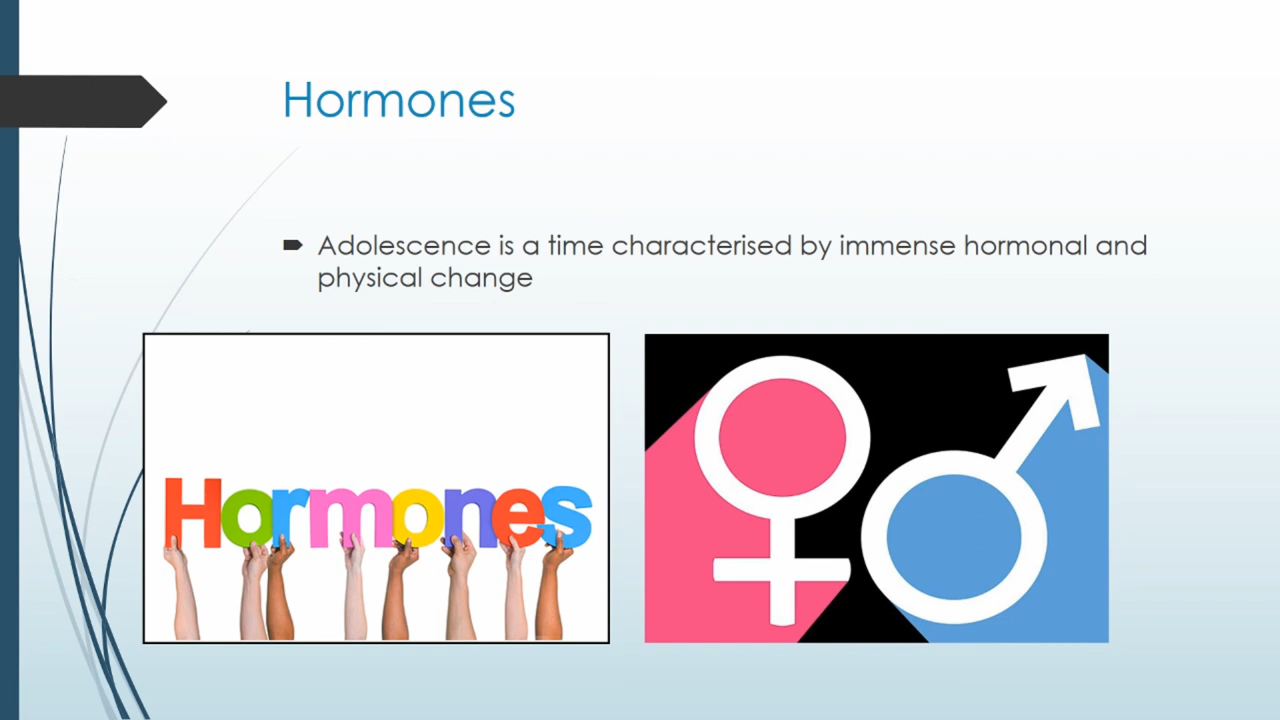 Hormones
Adolescence is a time characterised by immense hormonal and
physical change
Hormones